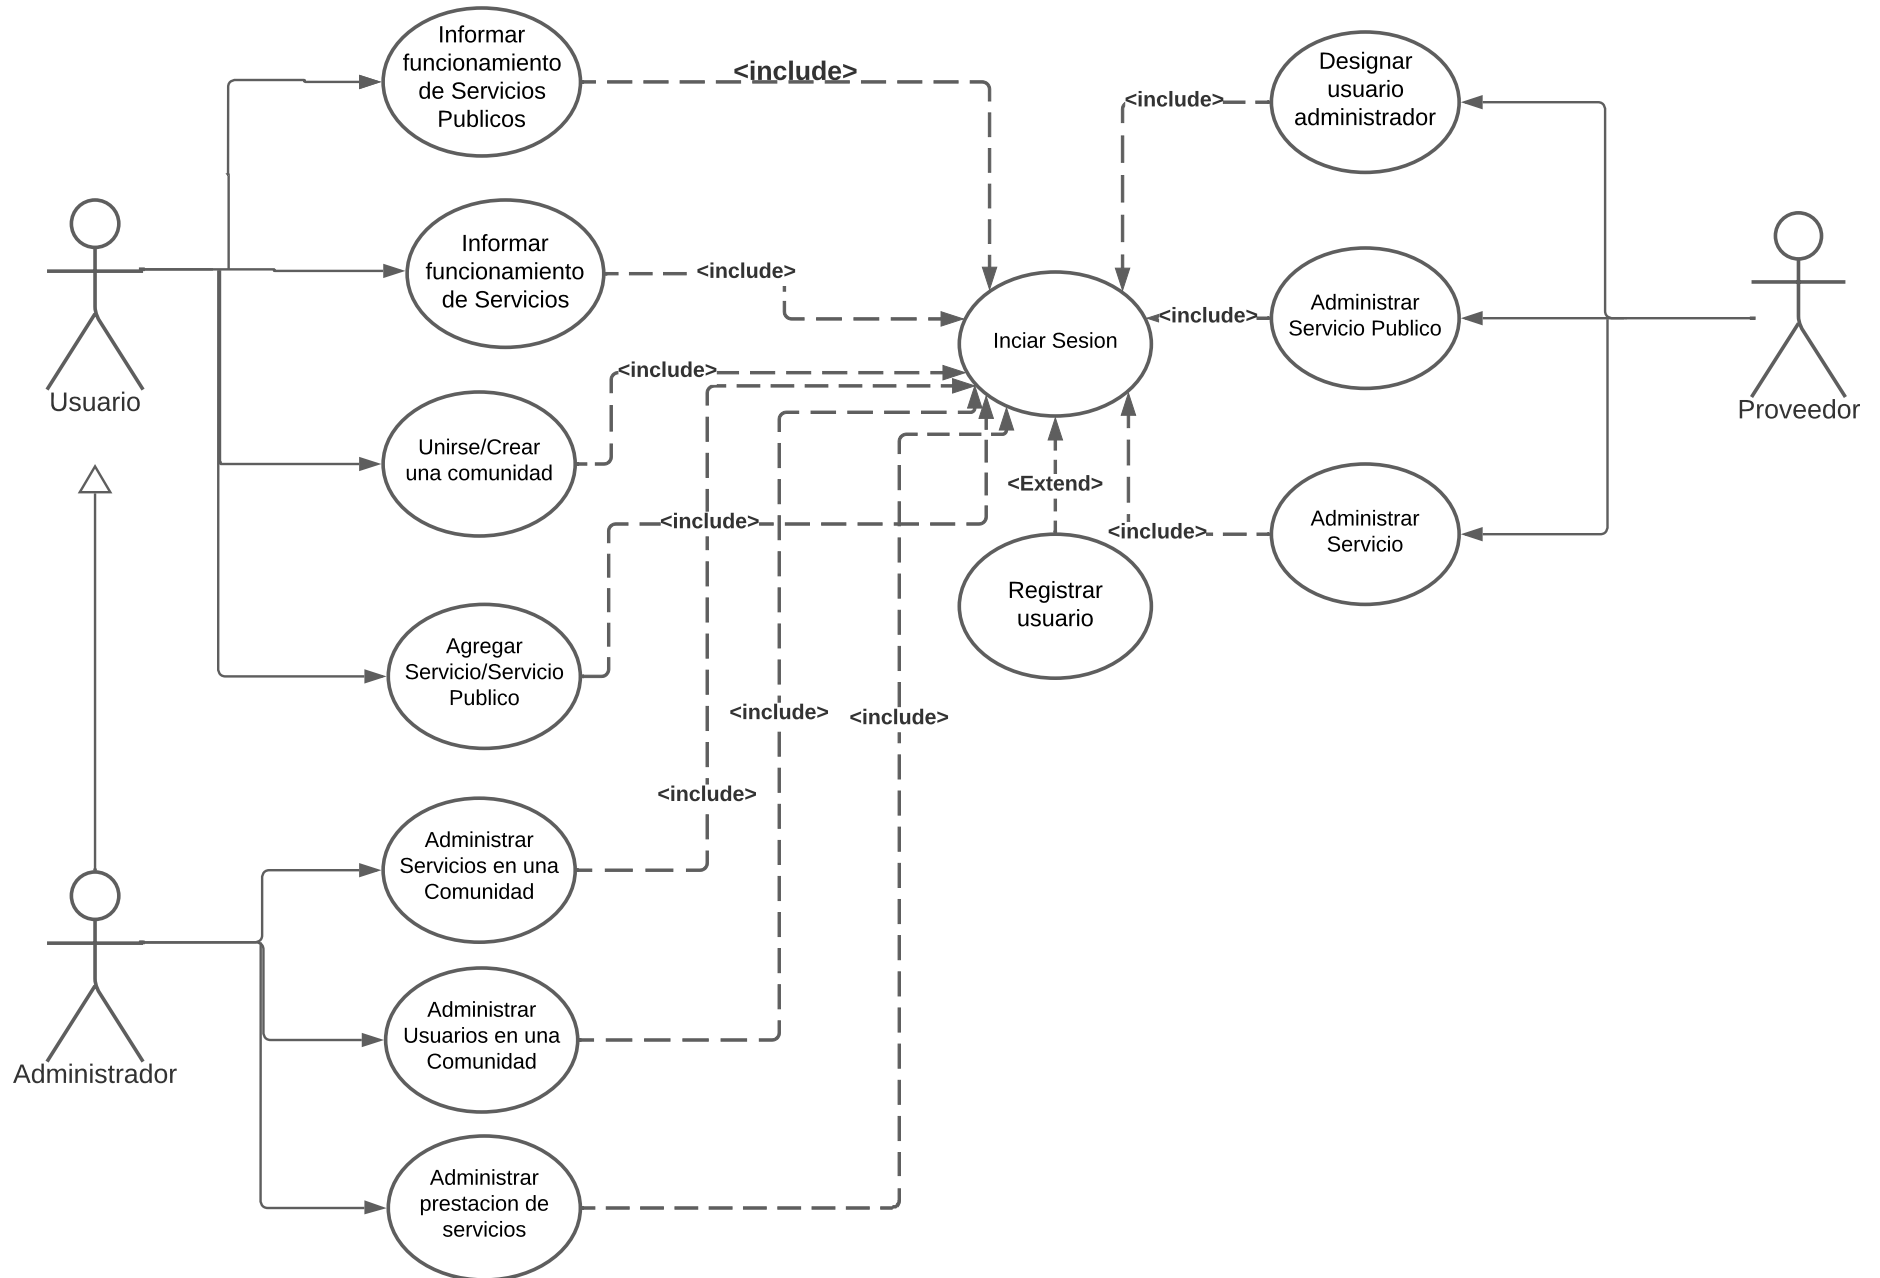 Informar
funcionamiento
de Servicios
Publicos
<include>
Designar
usuario
administrador
<include>
Informar
funcionamiento
de Servicios
<include>
Inciar Sesion
<include>
Administrar
Servicio Publico
Usuario
Proveedor
Unirse/Crear
una comunidad
<include>
<Extend>
<include>
Administrar
Servicio
<include>
Registrar
usuario
Agregar
Servicio/Servicio
Publico
<include>
<include>
<include>
Administrar
Servicios en una
Comunidad
Administrador
Administrar
Usuarios en una
Comunidad
Administrar
prestacion de
servicios